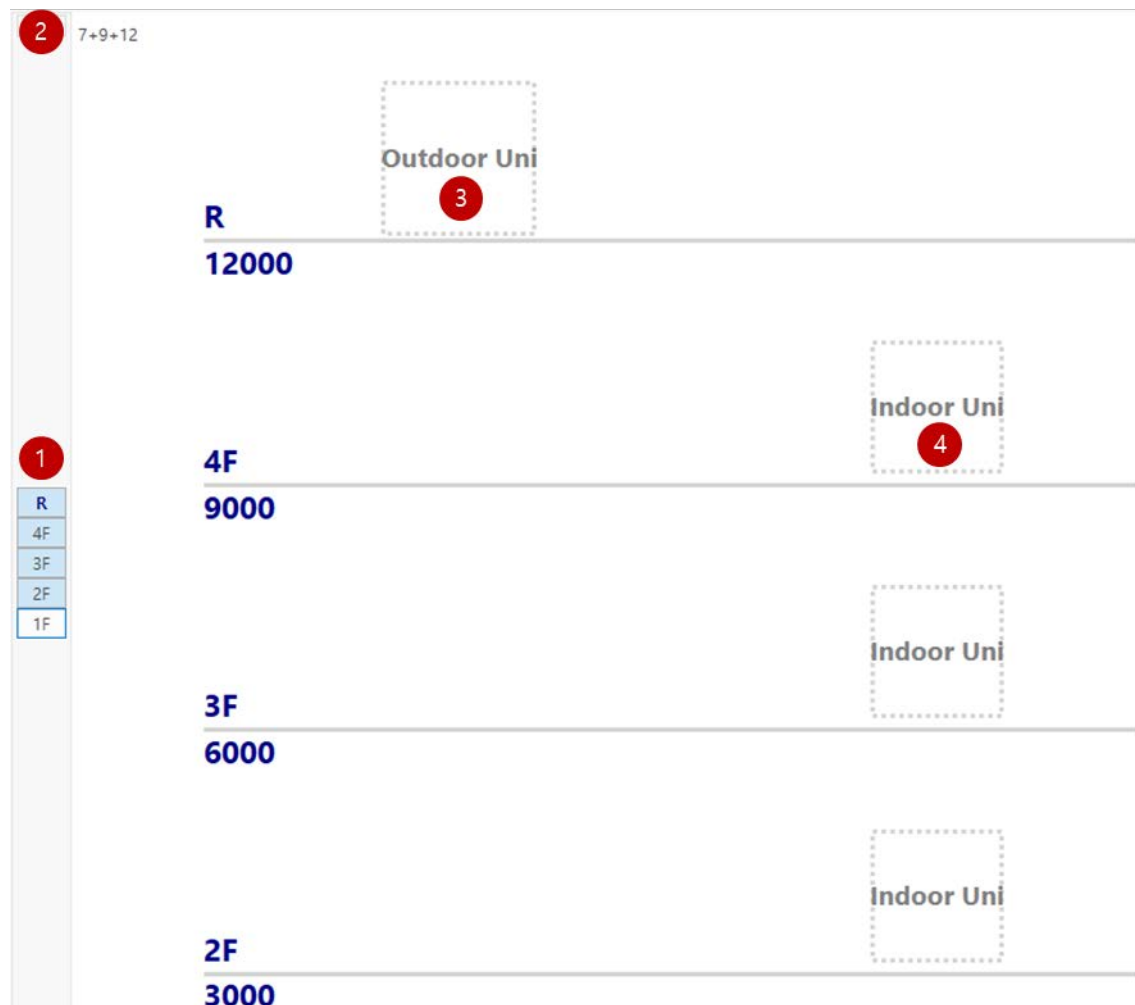 2 7+9+12
Outdoor Uni
3
R
12000
Indoor Uni
4
4F
9000
1
R
4F
3F
2F
1F
Indoor Uni
3F
6000
Indoor Uni
2F
3000